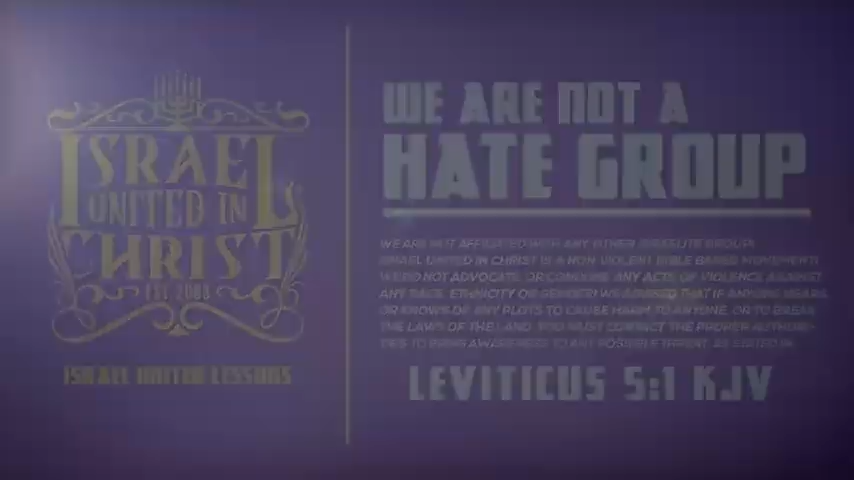 ISRAEL
UNITED IN
CHRIST
EST 2003
ISRAEL UNITED LESSONS
WE ARE NOT A
HATE GROUP
WE ARE NOT AFFILIATED WITH ANY OTHER ISRAELITE GROUP!
ISRAEL UNITED IN CHRIST IS A NON-VIOLENT BIBLE BASED MOVEMENT!
WE DO NOT ADVOCATE, OR CONDONE ANY ACTS OF VIOLENCE AGAINST
ANY RACE, ETHNICITY OR GENDER! WE ALSO ASK THAT IF ANYONE HEARS
OR KNOWS OF ANY PLOTS TO CAUSE HARM TO ANYONE, OR TO BREAK
THE LAWS OF THE LAND, YOU MUST CONTACT THE PROPER AUTHORI-
TIES TO BRING AWARENESS TO ANY POSSIBLE THREAT, AS STATED IN
LEVITICUS 5:1 KJV